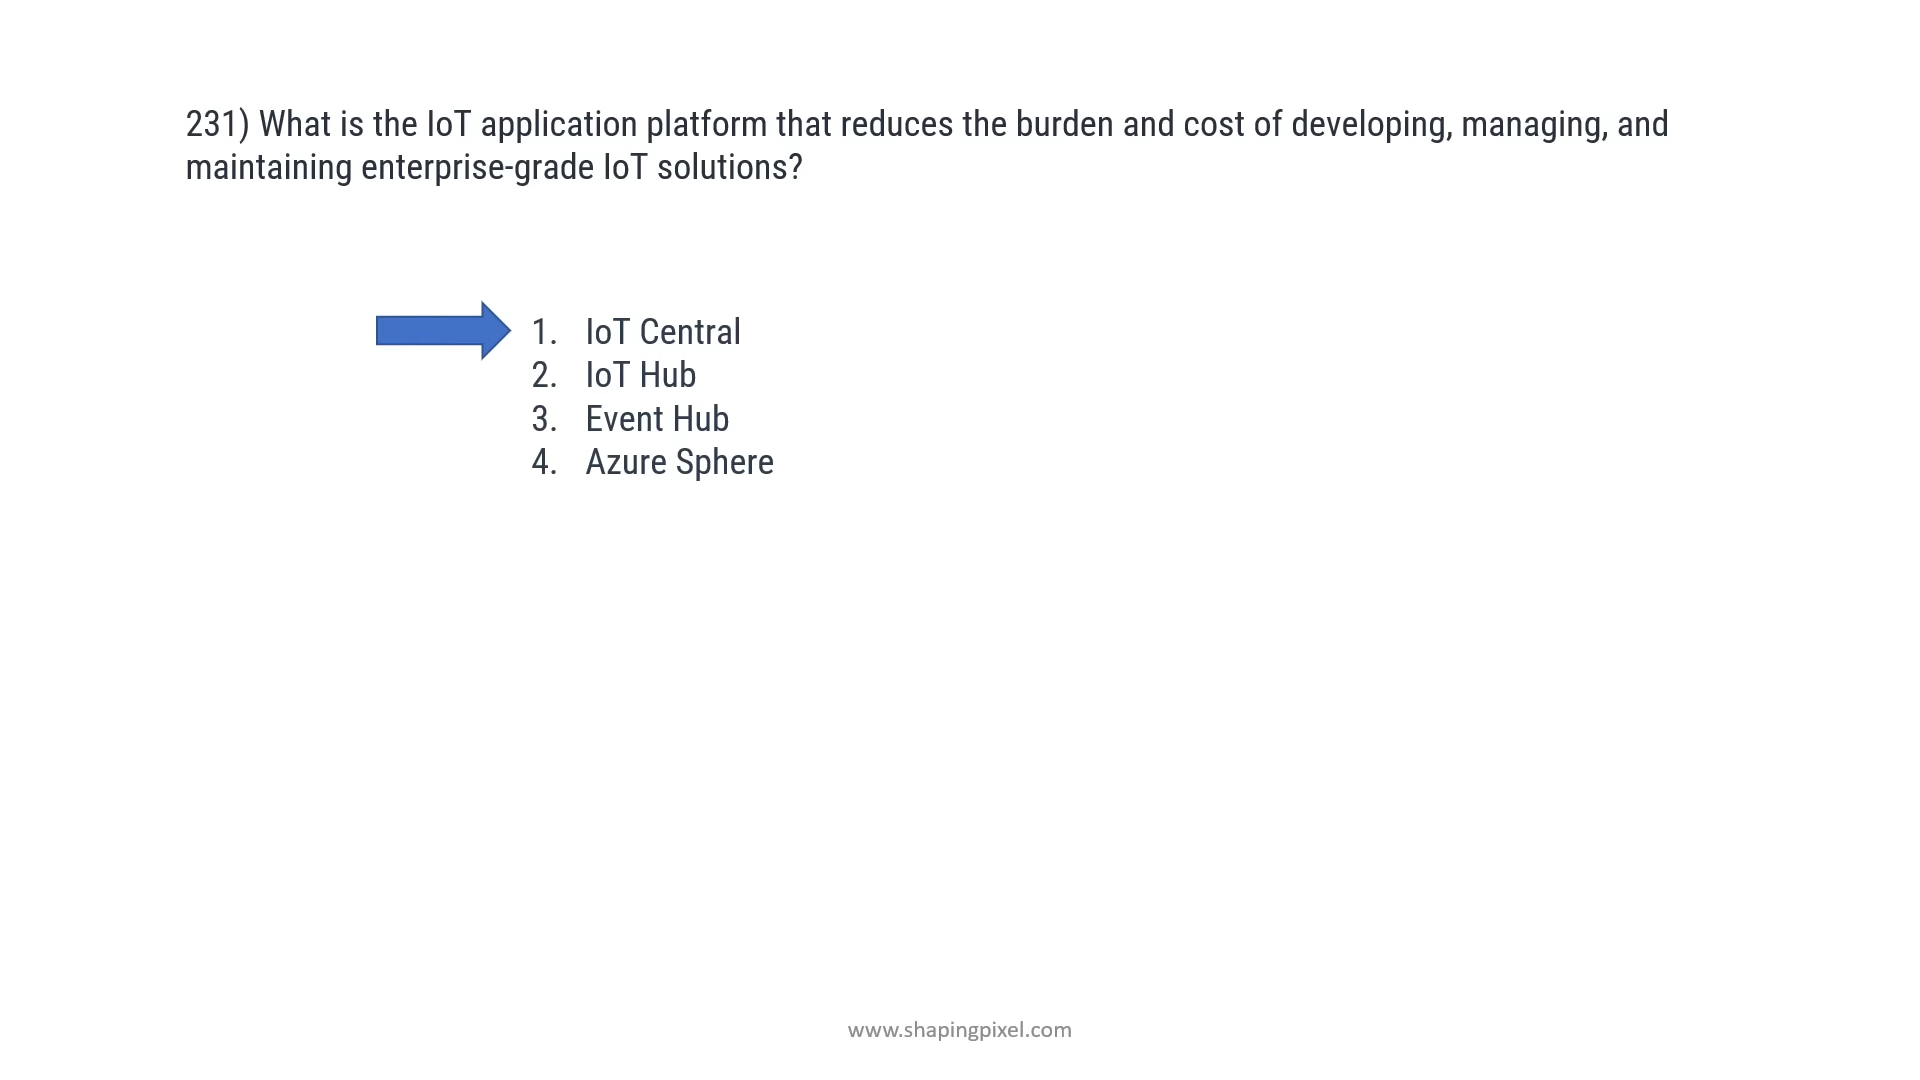 231) What is the IoT application platform that reduces the burden and cost of developing, managing, and
maintaining enterprise-grade IoT solutions?
1. IoT Central
2. IoT Hub
3. Event Hub
4. Azure Sphere
www.shapingpixel.com